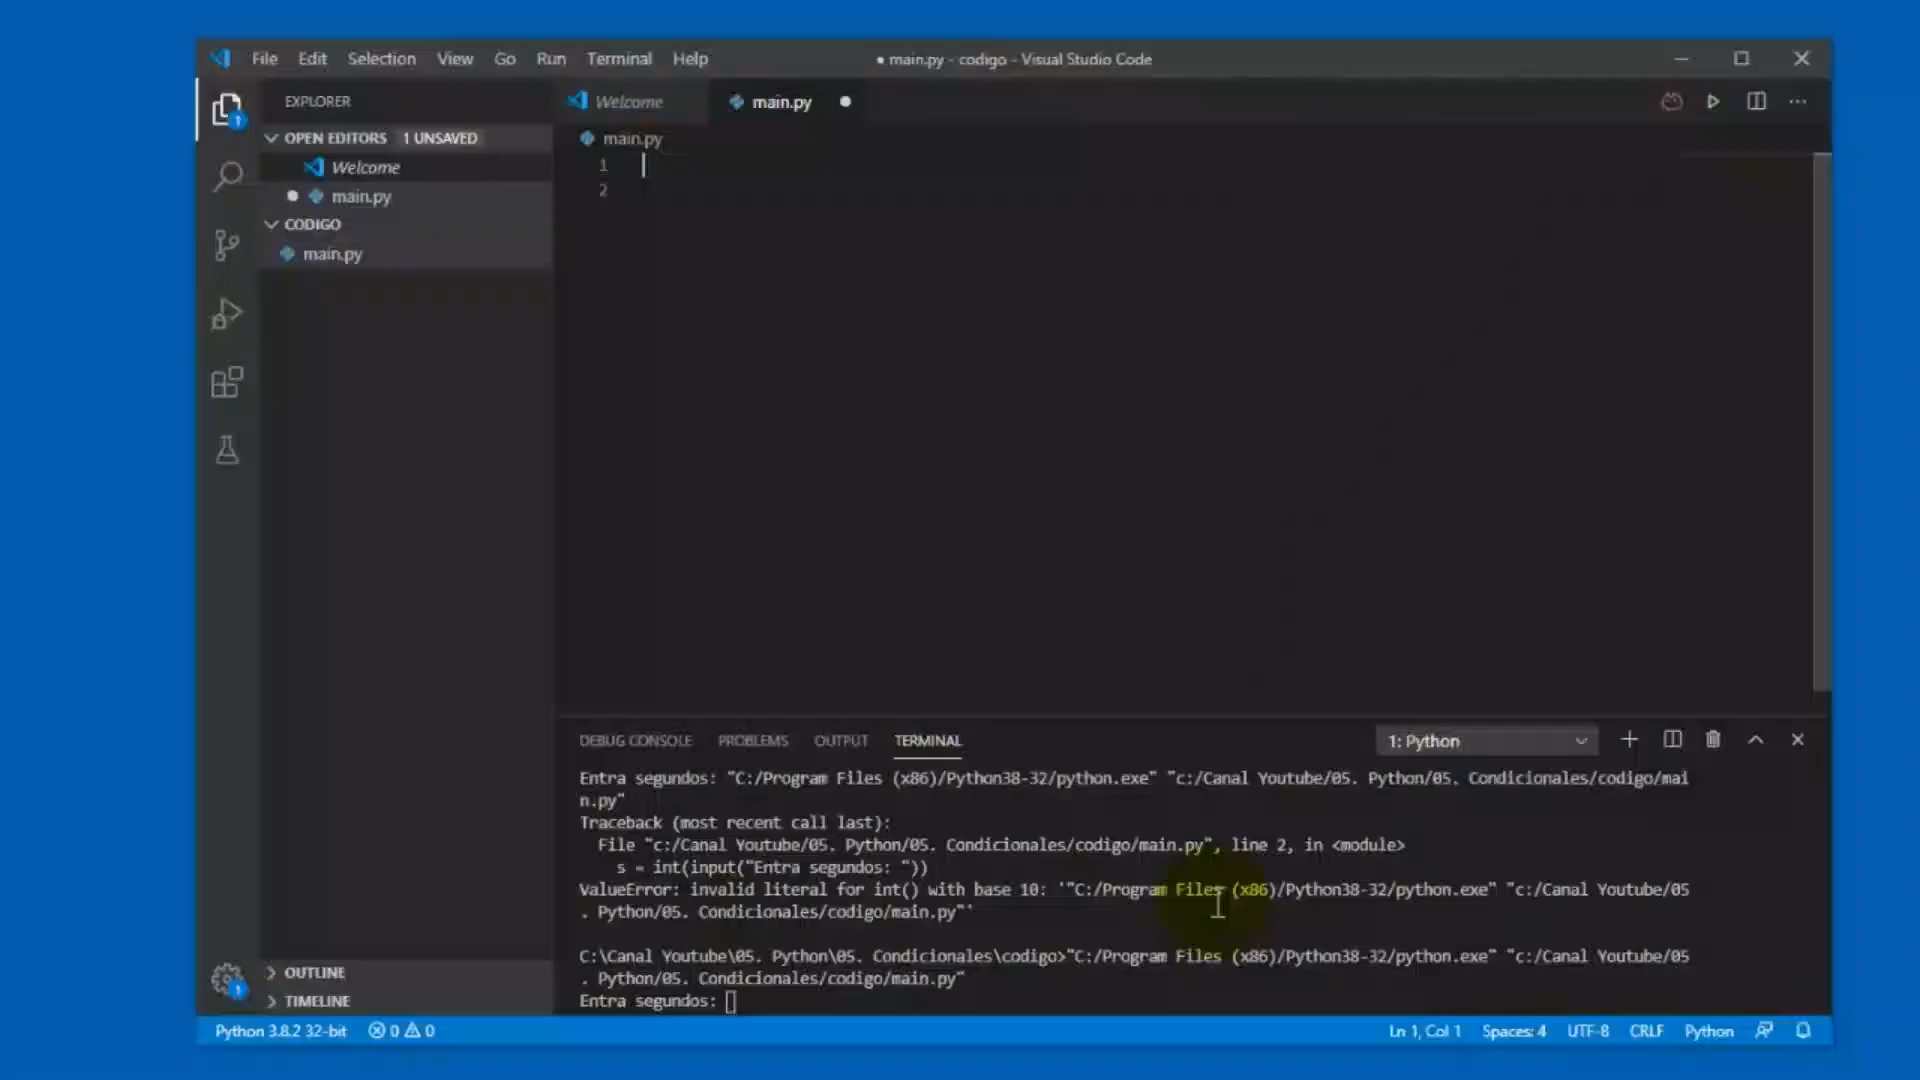 File Edit Selection View Go Run Terminal Help
● main.py - codigo - Visual Studio Code
EXPLORER
OPEN EDITORS 1 UNSAVED
Welcome
main.py
CODIGO
main.py
OUTLINE
TIMELINE
Welcome
main.py
main.py
1
2
DEBUG CONSOLE PROBLEMS OUTPUT TERMINAL
1: Python
Entra segundos: "C:/Program Files (x86)/Python38-32/python.exe" "c:/Canal Youtube/05. Python/05. Condicionales/codigo/mai
n.py"
Traceback (most recent call last):
File "c:/Canal Youtube/05. Python/05. Condicionales/codigo/main.py", line 2, in <module>
s = int(input("Entra segundos: "))
ValueError: invalid literal for int() with base 10: '"C:/Program Files (x86)/Python38-32/python.exe" "c:/Canal Youtube/05
. Python/05. Condicionales/codigo/main.py"'
C:\Canal Youtube\05. Python\05. Condicionales\codigo>"C:/Program Files (x86)/Python38-32/python.exe" "c:/Canal Youtube/05
. Python/05. Condicionales/codigo/main.py"
Entra segundos:
Python 3.8.2 32-bit 0 0
Ln 1, Col 1 Spaces: 4 UTF-8 CRLF Python